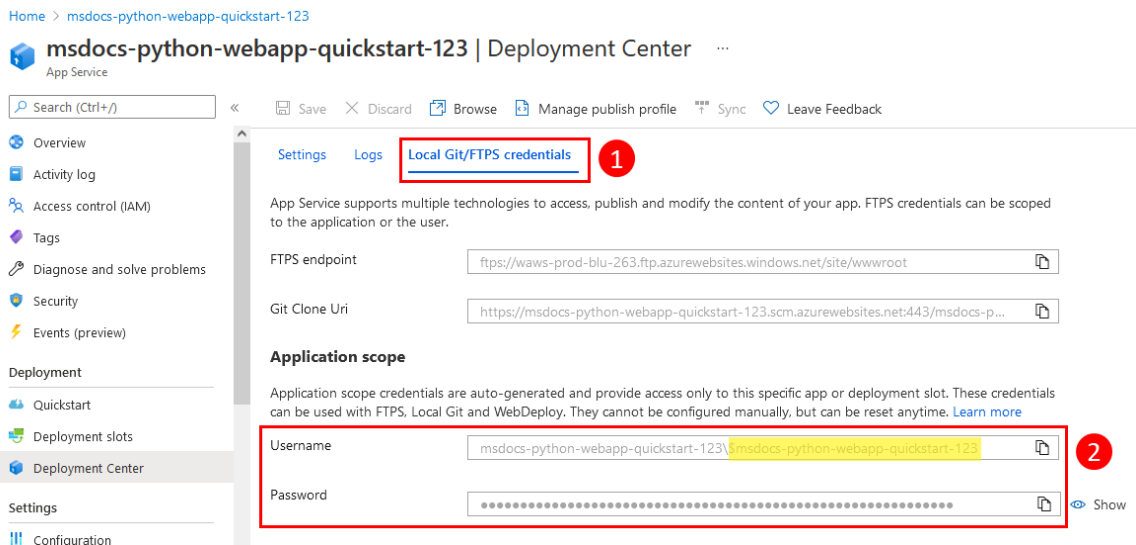 Home > msdocs-python-webapp-quickstart-123
msdocs-python-webapp-quickstart-123 | Deployment Center ...
App Service
Search (Ctrl+/) «
Save Discard Browse Manage publish profile Sync Leave Feedback
Overview
Activity log
Access control (IAM)
Tags
Diagnose and solve problems
Security
Events (preview)
Deployment
Quickstart
Deployment slots
Deployment Center
Settings
Configuration
Settings Logs Local Git/FTPS credentials 1
App Service supports multiple technologies to access, publish and modify the content of your app. FTPS credentials can be scoped
to the application or the user.
FTPS endpoint ftps://waws-prod-blu-263.ftp.azurewebsites.windows.net/site/wwwroot
Git Clone Uri https://msdocs-python-webapp-quickstart-123.scm.azurewebsites.net:443/msdocs-p...
Application scope
Application scope credentials are auto-generated and provide access only to this specific app or deployment slot. These credentials
can be used with FTPS, Local Git and WebDeploy. They cannot be configured manually, but can be reset anytime. Learn more
Username msdocs-python-webapp-quickstart-123\$msdocs-python-webapp-quickstart-123 2
Password Show